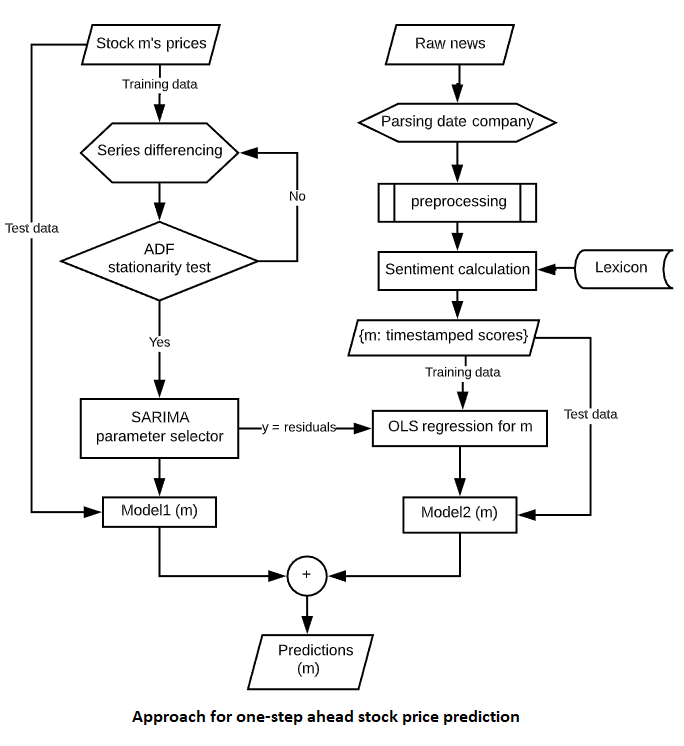 Stock m's prices
Raw news
Training data
Parsing date company
Series differencing
No
preprocessing
Test data
ADF
stationarity test
Sentiment calculation
Lexicon
Yes
{m: timestamped scores}
Training data
Test data
SARIMA
parameter selector
y = residuals
OLS regression for m
Model1 (m)
Model2 (m)
+
Predictions
(m)
Approach for one-step ahead stock price prediction